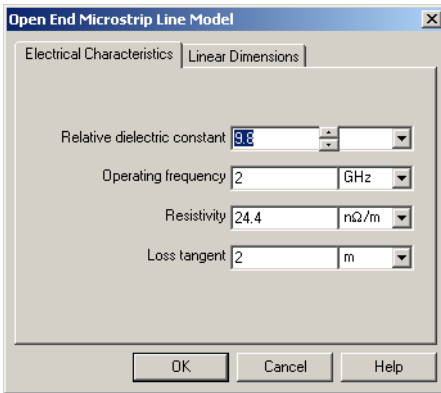 Open End Microstrip Line Model
Electrical Characteristics Linear Dimensions
Relative dielectric constant 9.8
Operating frequency 2 GHz
Resistivity 24.4 nΩ/m
Loss tangent 2 m
OK Cancel Help